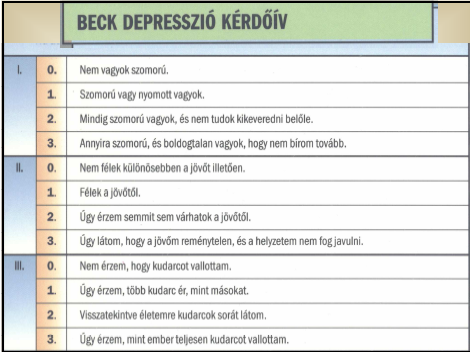 BECK DEPRESSZIÓ KÉRDŐÍV
I. 0. Nem vagyok szomorú.
1. Szomorú vagy nyomott vagyok.
2. Mindig szomorú vagyok, és nem tudok kikeveredni belőle.
3. Annyira szomorú, és boldogtalan vagyok, hogy nem bírom tovább.
II. 0. Nem félek különösebben a jövőt illetően.
1. Félek a jövőtől.
2. Úgy érzem semmit sem várhatok a jövőtől.
3. Úgy látom, hogy a jövőm reménytelen, és a helyzetem nem fog javulni.
III. 0. Nem érzem, hogy kudarcot vallottam.
1. Úgy érzem, több kudarc ér, mint másokat.
2. Visszatekintve életemre kudarcok sorát látom.
3. Úgy érzem, mint ember teljesen kudarcot vallottam.